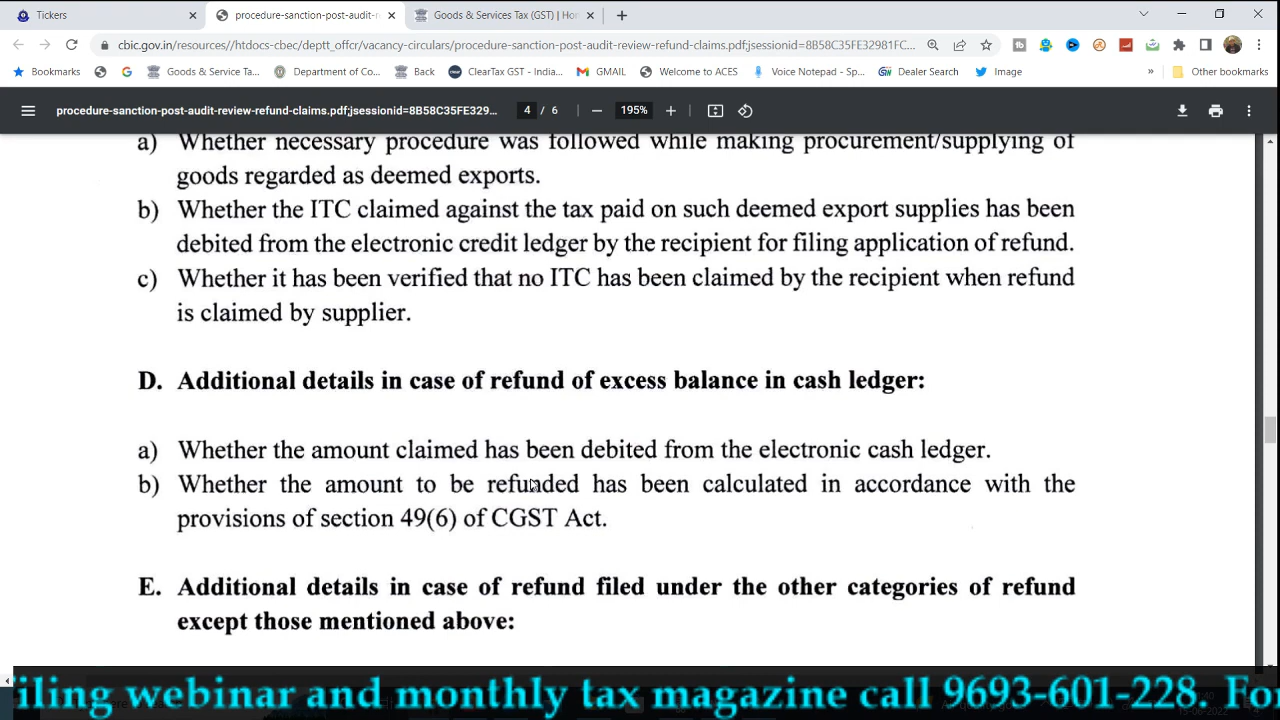 Tickers
procedure-sanction-post-audit-r
Goods & Services Tax (GST) | Ho
cbic.gov.in/resources//htdocs-cbec/deptt_offcr/vacancy-circulars/procedure-sanction-post-audit-review-refund-claims.pdf;jsessionid=8B58C35FE32981FC...
Bookmarks
Goods & Service Ta...
Department of Co...
Back
ClearTax GST - India...
GMAIL
Welcome to ACES
Voice Notepad - Sp...
Dealer Search
Image
Other bookmarks
procedure-sanction-post-audit-review-refund-claims.pdf;jsessionid=8B58C35FE329...
4 / 6
195%
a) Whether necessary procedure was followed while making procurement/supplying of
goods regarded as deemed exports.
b) Whether the ITC claimed against the tax paid on such deemed export supplies has been
debited from the electronic credit ledger by the recipient for filing application of refund.
c) Whether it has been verified that no ITC has been claimed by the recipient when refund
is claimed by supplier.
D. Additional details in case of refund of excess balance in cash ledger:
a) Whether the amount claimed has been debited from the electronic cash ledger.
b) Whether the amount to be refunded has been calculated in accordance with the
provisions of section 49(6) of CGST Act.
E. Additional details in case of refund filed under the other categories of refund
except those mentioned above:
iling webinar and monthly tax magazine call 9693-601-228. Fo